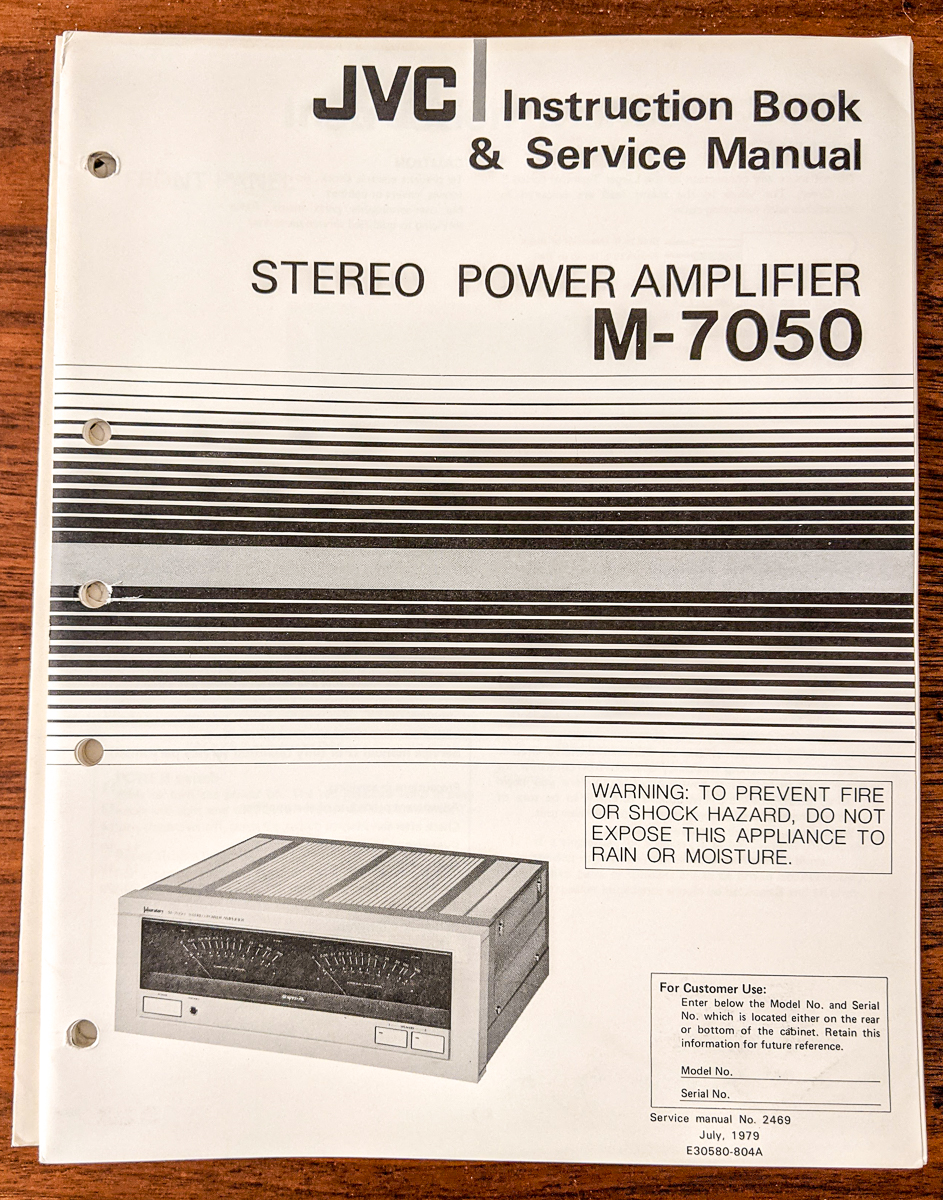 JVC
Instruction Book
& Service Manual
STEREO POWER AMPLIFIER
M-7050
WARNING: TO PREVENT FIRE
OR SHOCK HAZARD, DO NOT
EXPOSE THIS APPLIANCE TO
RAIN OR MOISTURE.
For Customer Use:
Enter below the Model No. and Serial
No. which is located either on the rear
or bottom of the cabinet. Retain this
information for future reference.
Model No.
Serial No.
Service manual No. 2469
July, 1979
E30580-804A